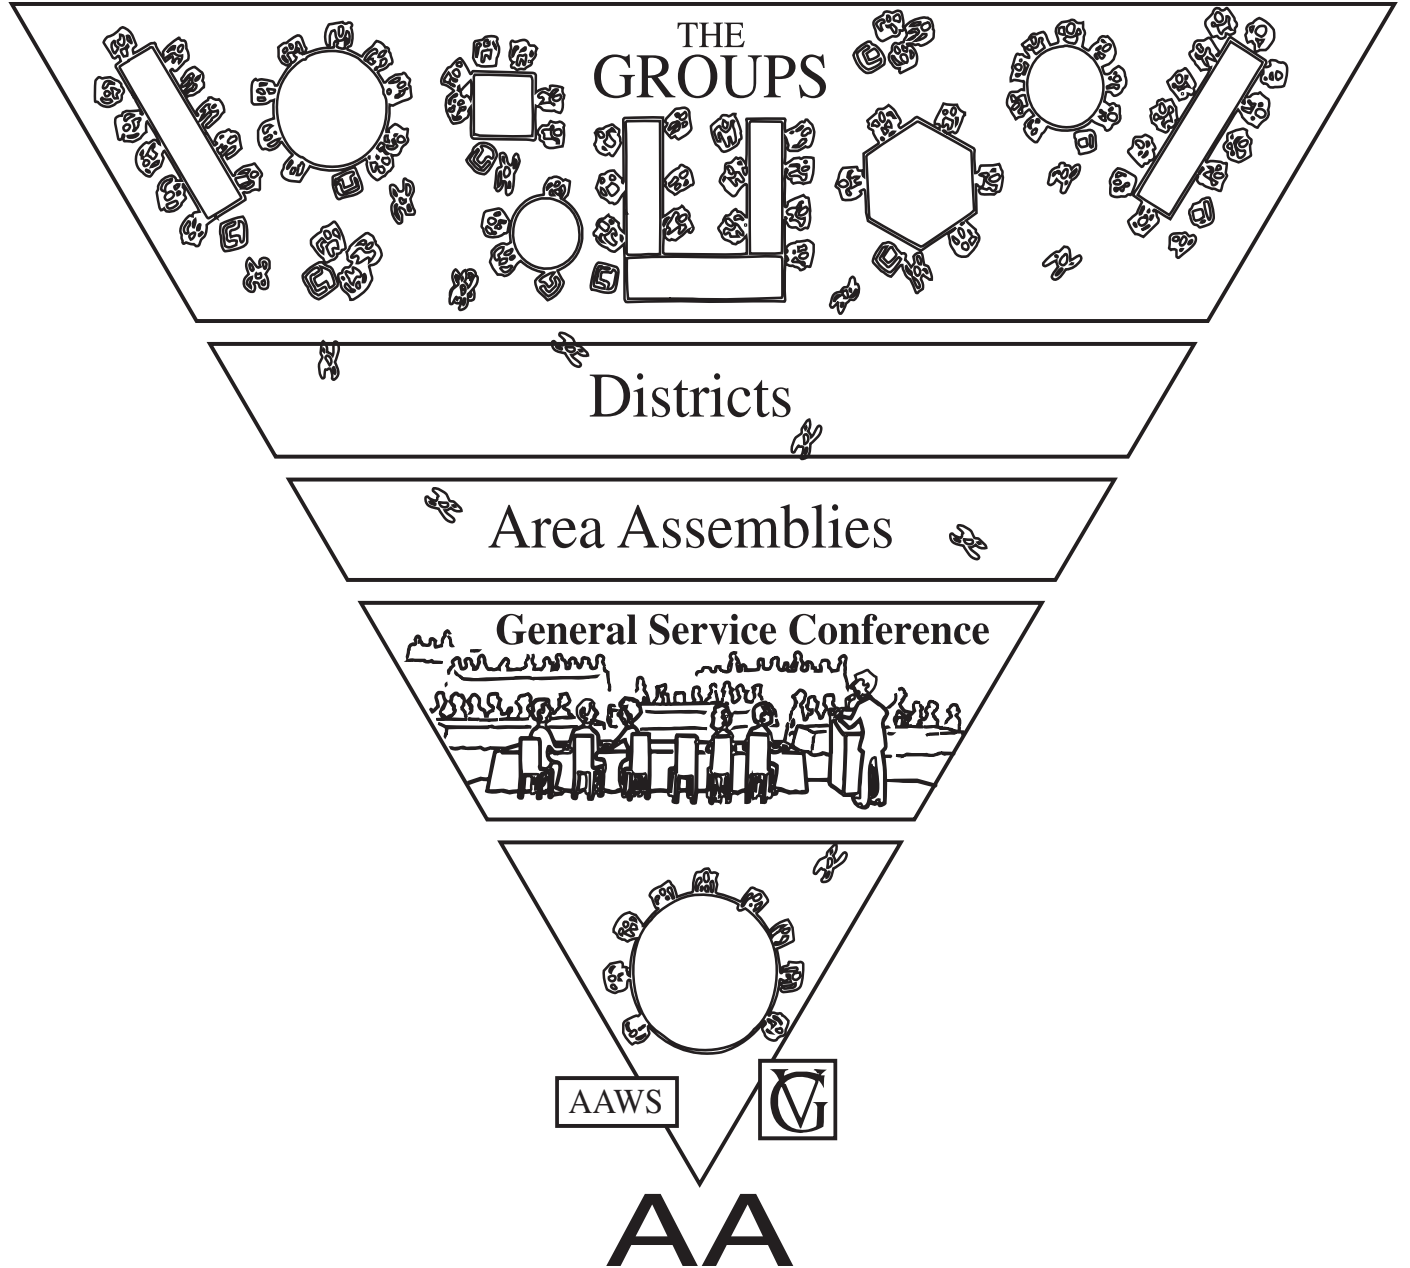 THE
GROUPS
Districts
Area Assemblies
General Service Conference
AAWS
GV
AA